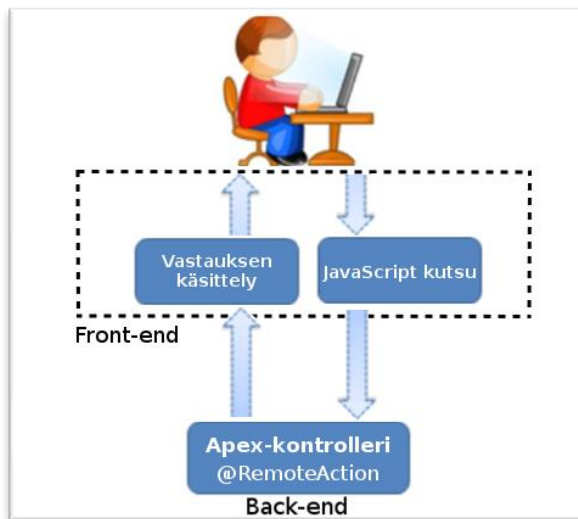 Vastauksen
käsittely
JavaScript kutsu
Front-end
Apex-kontrolleri
@RemoteAction
Back-end